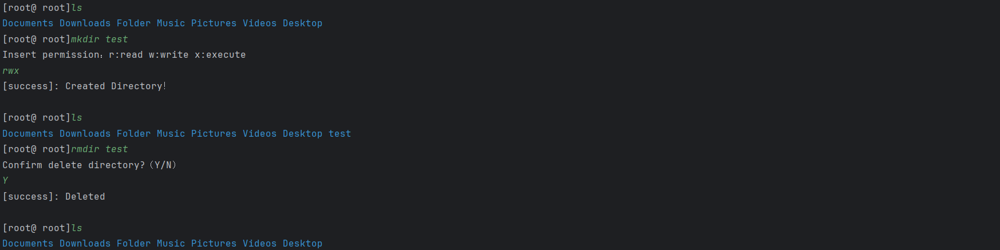 [root@ root]ls
Documents Downloads Folder Music Pictures Videos Desktop
[root@ root]mkdir test
Insert permission：r:read w:write x:execute
rwx
[success]: Created Directory！
[root@ root]ls
Documents Downloads Folder Music Pictures Videos Desktop test
[root@ root]rmdir test
Confirm delete directory?（Y/N）
Y
[success]: Deleted
[root@ root]ls
Documents Downloads Folder Music Pictures Videos Desktop